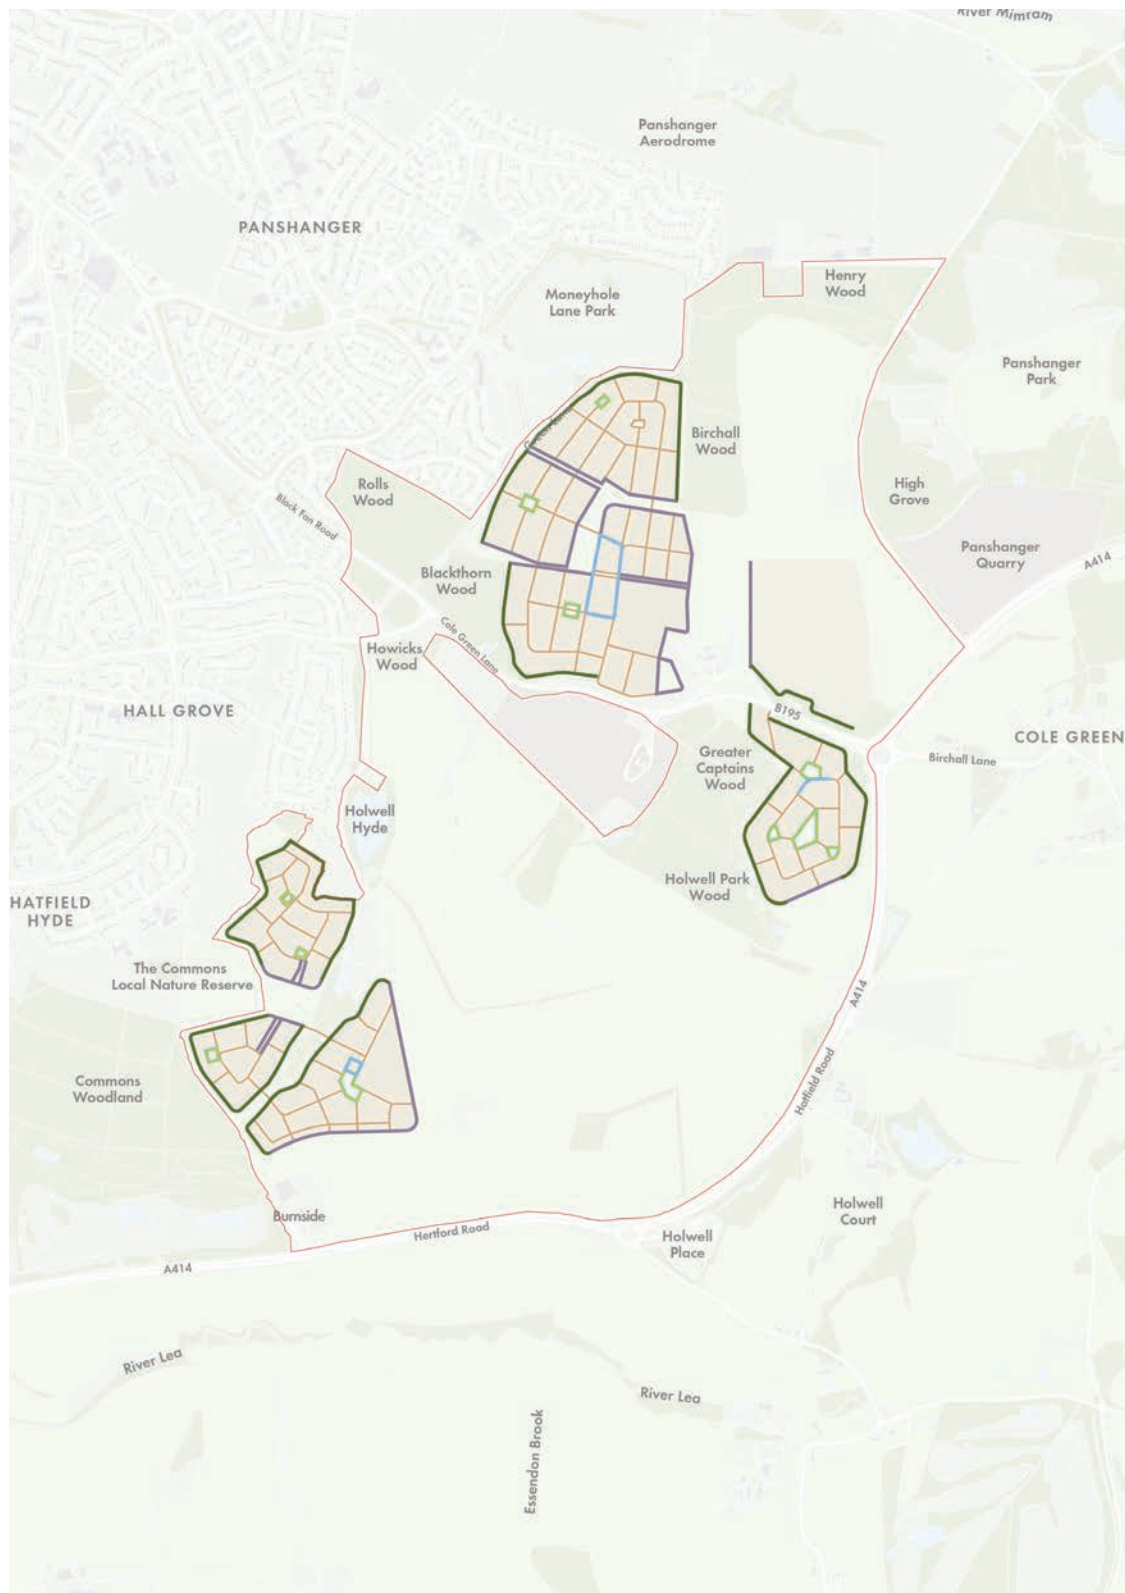 River Mimram
Panshanger
Aerodrome
PANSHANGER
Henry
Wood
Moneyhole
Lane Park
Panshanger
Park
Birchall
Wood
Rolls
Wood
High
Grove
Black Fan Road
Panshanger
Quarry
A414
Blackthorn
Wood
Cole Green Lane
Howicks
Wood
HALL GROVE
B195
COLE GREEN
Greater
Captains
Wood
Birchall Lane
Holwell
Hyde
Holwell Park
Wood
HATFIELD
HYDE
The Commons
Local Nature Reserve
A414
Commons
Woodland
Hatfield Road
Holwell
Court
Burnside
Hertford Road
Holwell
Place
A414
River Lea
River Lea
Essendon Brook